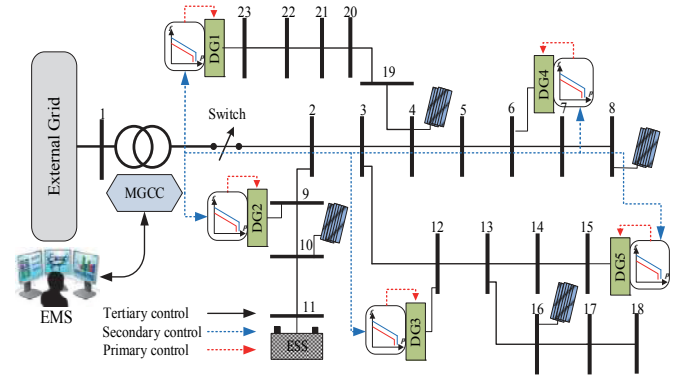 23
22
21
20
DG1
f
P
19
DG4
f
P
External Grid
1
Switch
2
3
4
5
6
7
8
MGCC
f
P
DG2
9
10
12
13
14
15
DG5
f
P
EMS
11
ESS
f
P
DG3
16
17
18
Tertiary control
Secondary control
Primary control